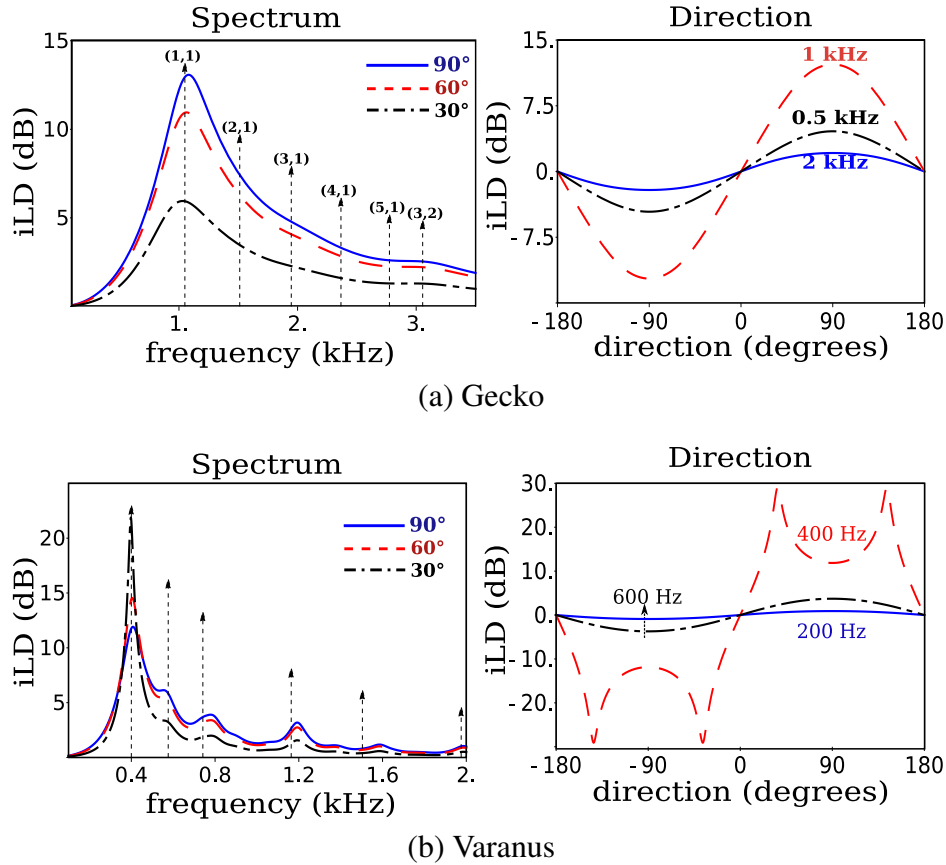 Spectrum
Direction
15
10
5
iLD (dB)
(1,1)
(2,1)
(3,1)
(4,1)
(5,1)
(3,2)
90°
60°
30°
1.
2.
3.
frequency (kHz)
15.
7.5
0
-7.5
iLD (dB)
1 kHz
0.5 kHz
2 kHz
-180
-90
0
90
180
direction (degrees)
(a) Gecko
Spectrum
Direction
20
15
10
5
iLD (dB)
90°
60°
30°
0.4
0.8
1.2
1.6
2.
frequency (kHz)
30.
20
10
0
-10
-20
iLD (dB)
400 Hz
600 Hz
200 Hz
-180
-90
0
90
180
direction (degrees)
(b) Varanus